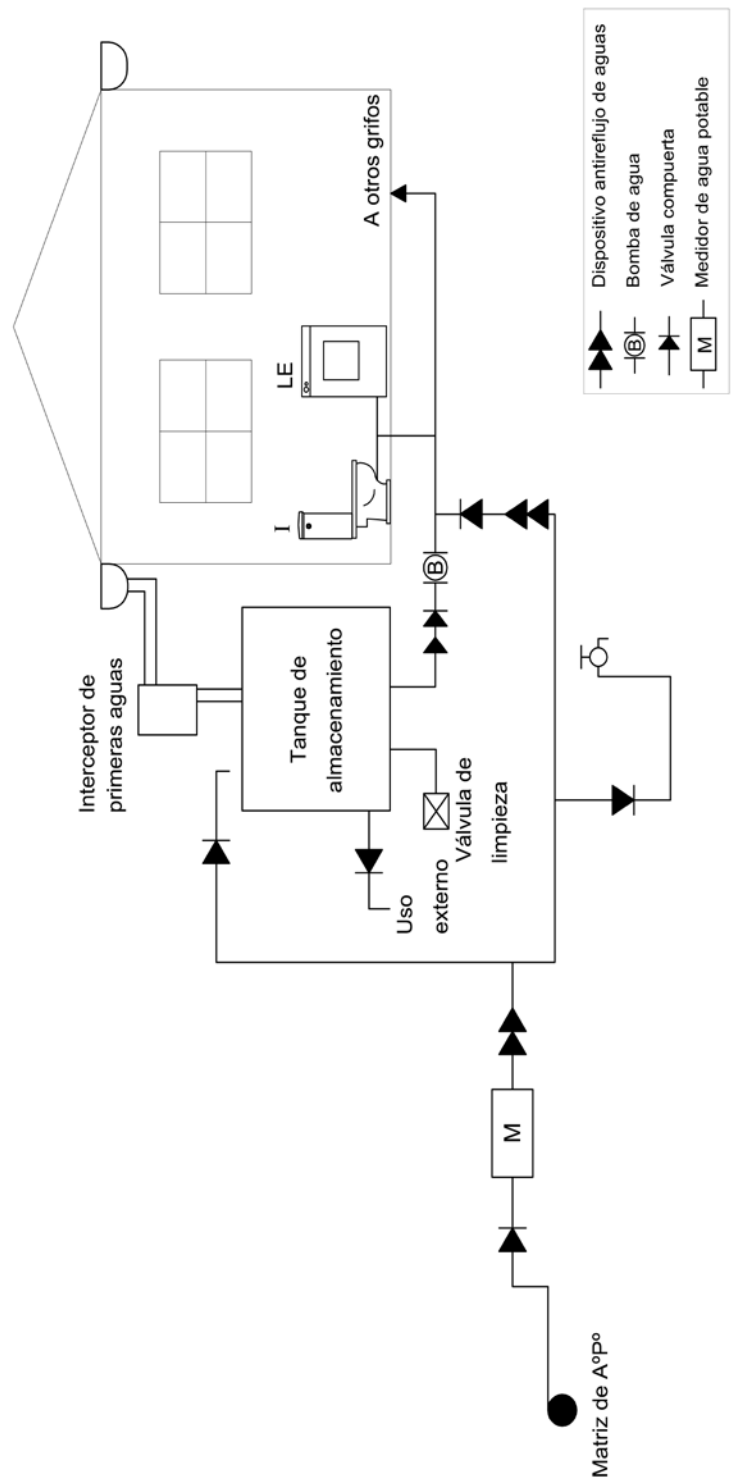 Interceptor de
primeras aguas
Tanque de
almacenamiento
I
LE
A otros grifos
B
Uso
externo
Válvula de
limpieza
M
Matriz de AºPº
Dispositivo antireflujo de aguas
B
Bomba de agua
Válvula compuerta
M
Medidor de agua potable